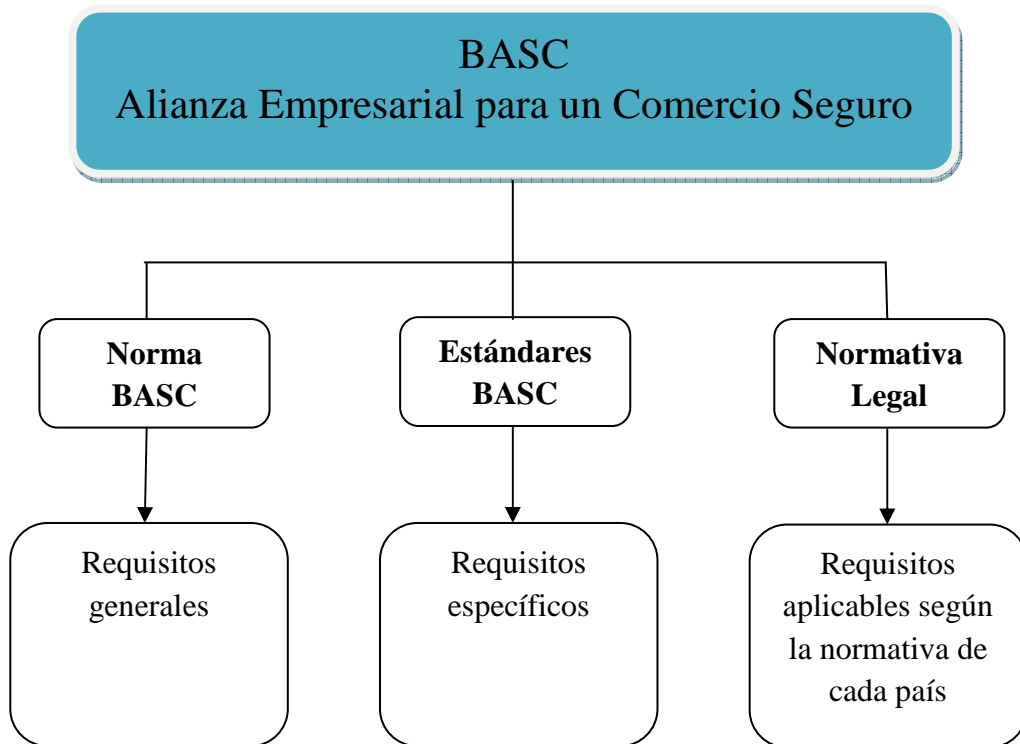 BASC
Alianza Empresarial para un Comercio Seguro
Norma
BASC
Estándares
BASC
Normativa
Legal
Requisitos
generales
Requisitos
específicos
Requisitos
aplicables según
la normativa de
cada país